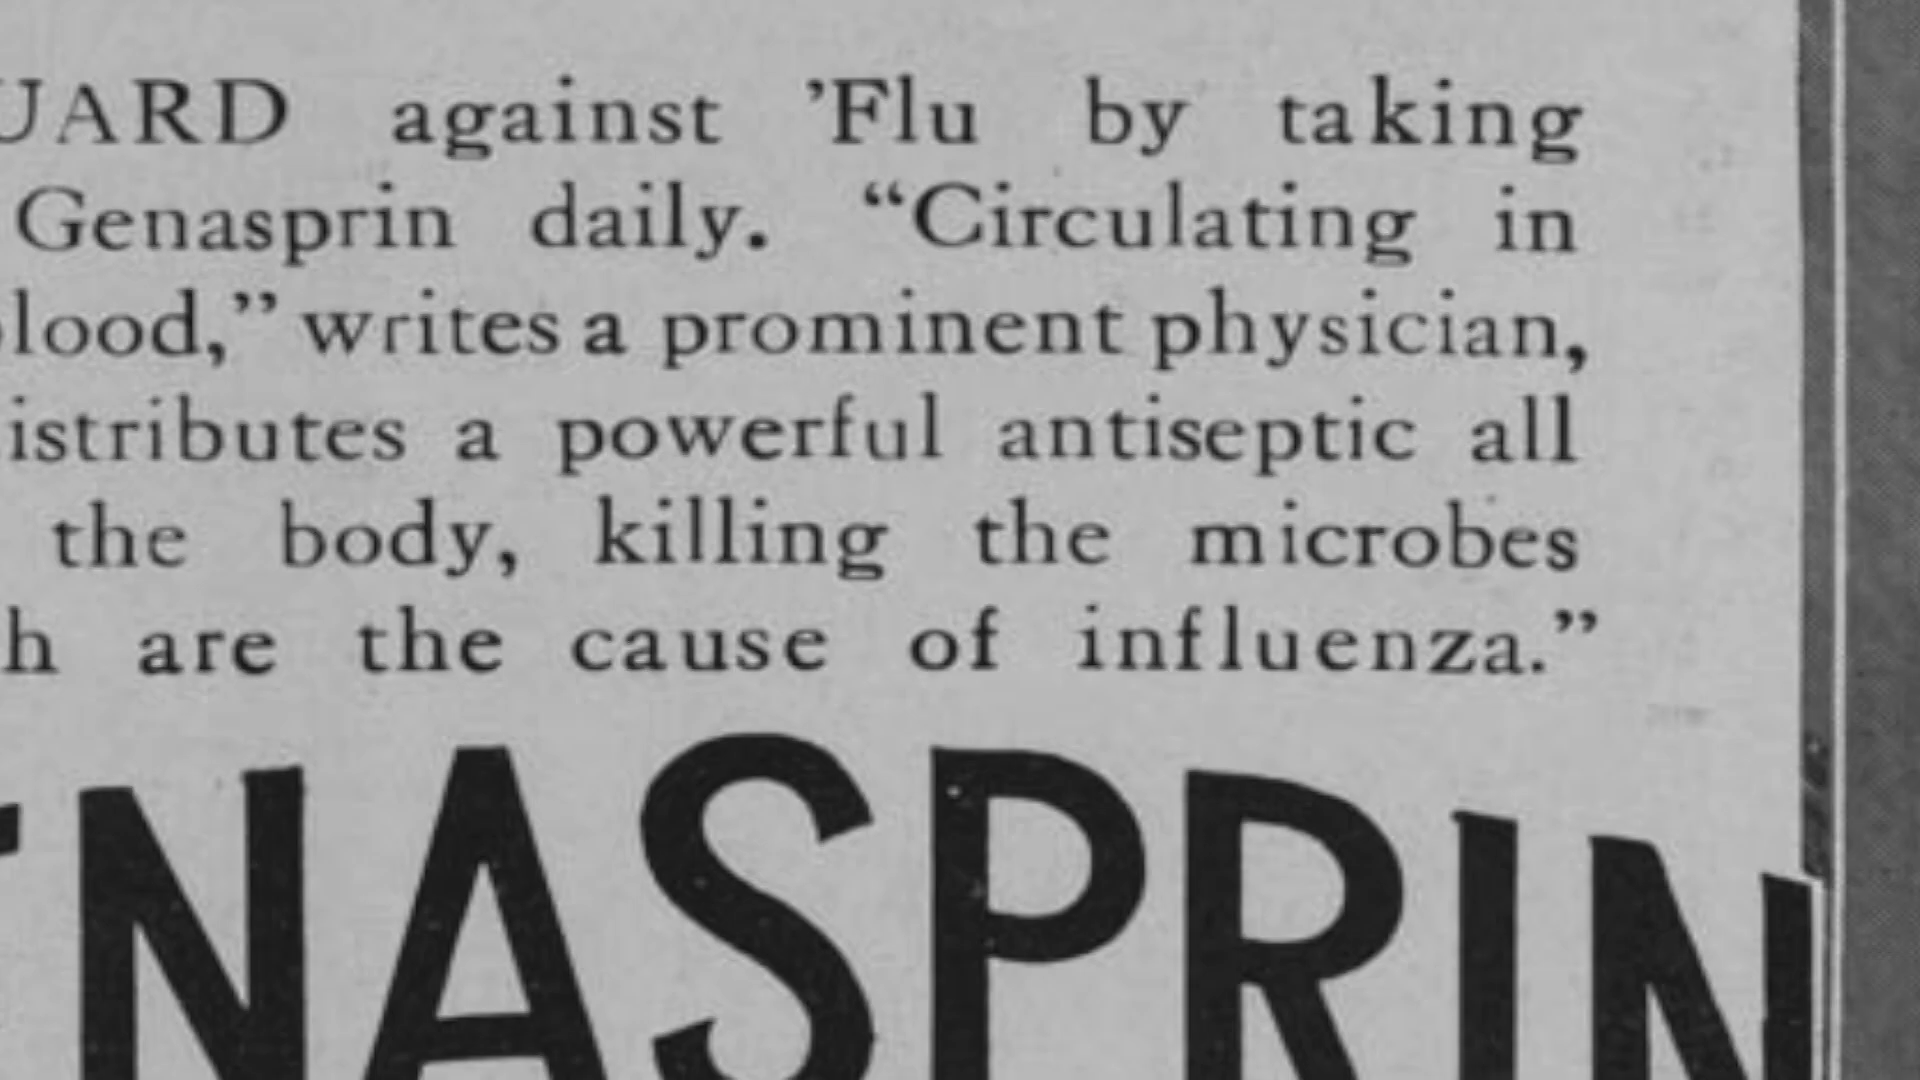 UARD against ’Flu by taking
Genasprin daily. “Circulating in
lood,” writes a prominent physician,
istributes a powerful antiseptic all
the body, killing the microbes
h are the cause of influenza.”
NASPRIN